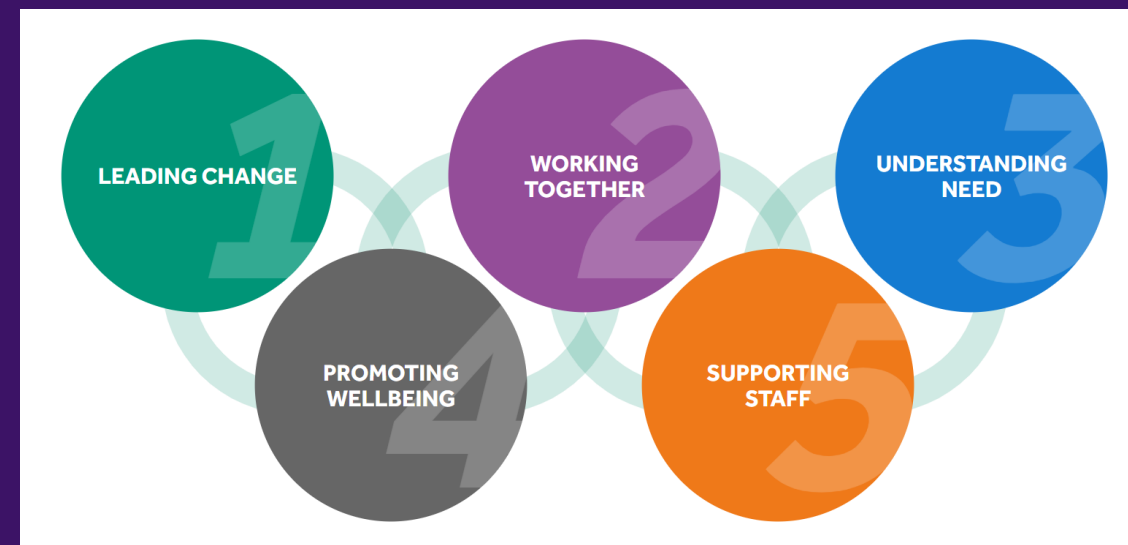 1
LEADING CHANGE
2
WORKING
TOGETHER
3
UNDERSTANDING
NEED
4
PROMOTING
WELLBEING
5
SUPPORTING
STAFF